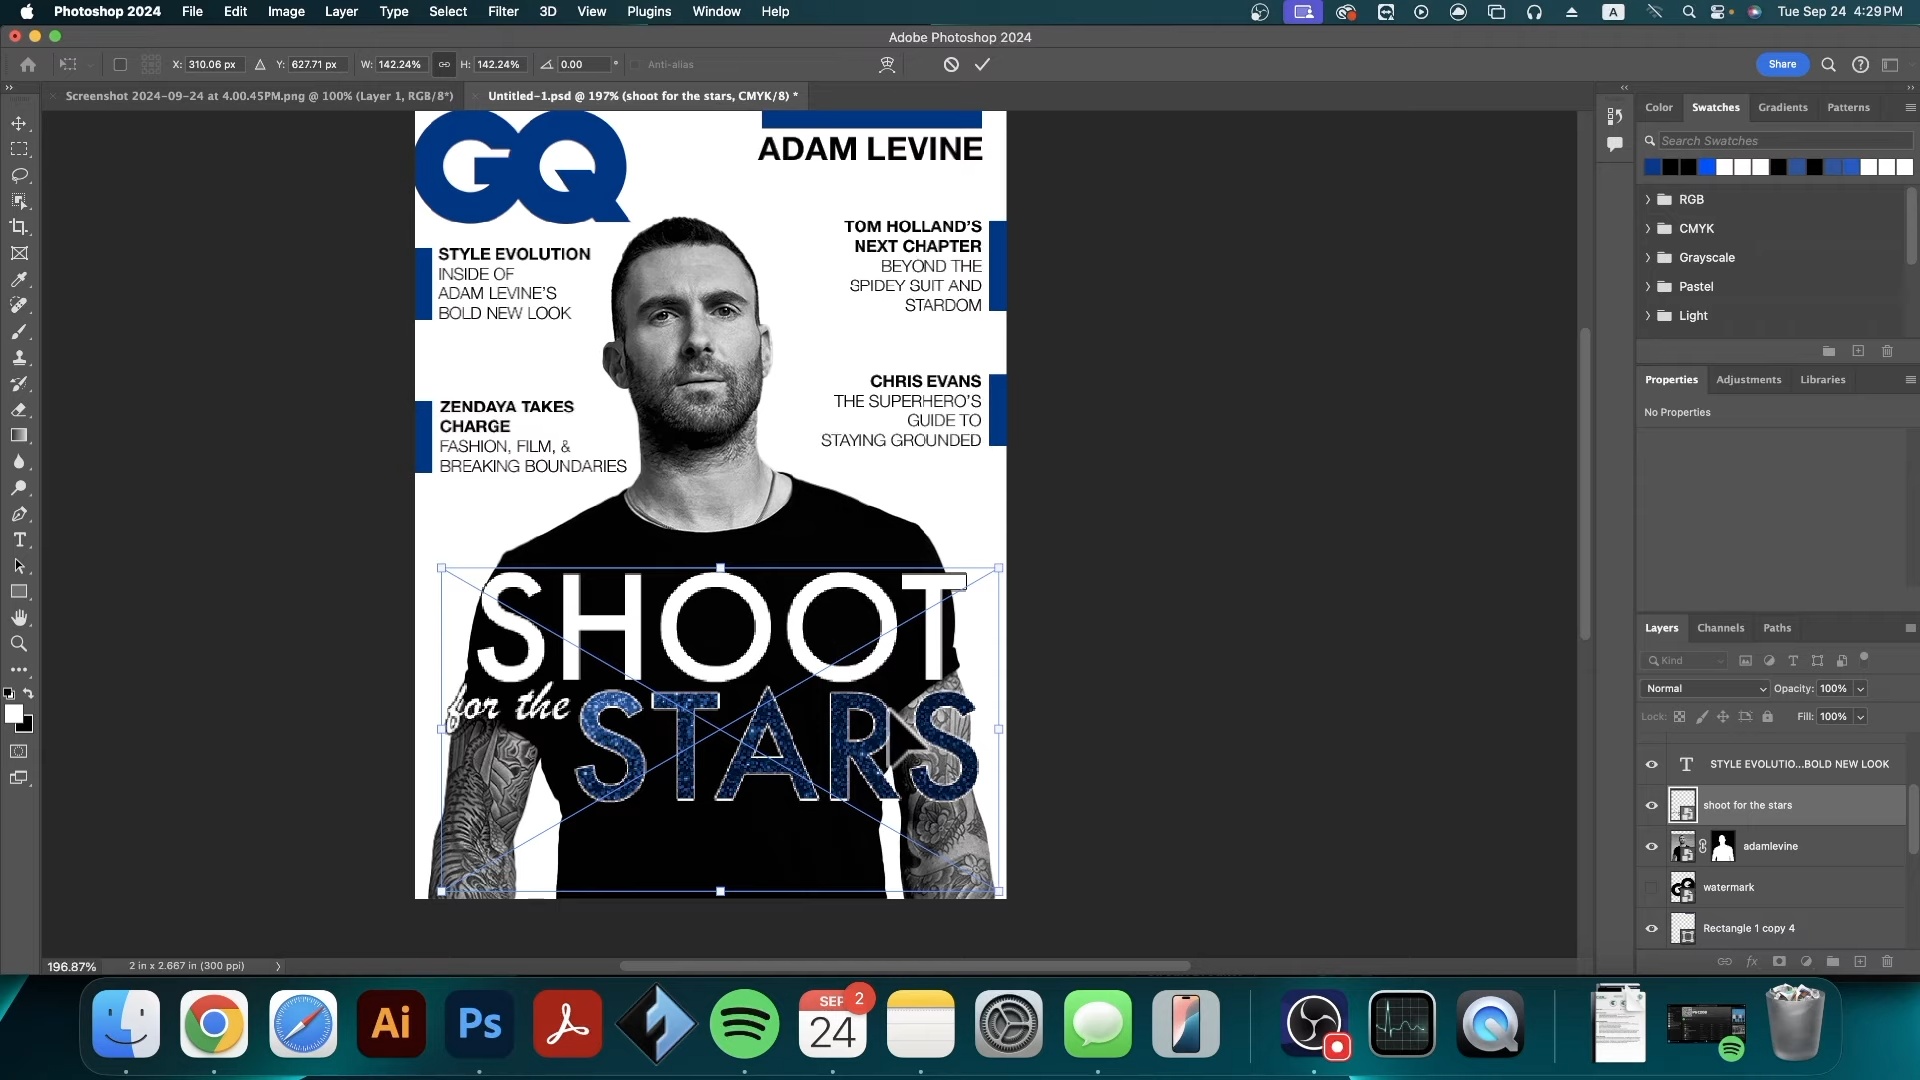 Photoshop 2024 File Edit Image Layer Type Select Filter 3D View Plugins Window Help A Tue Sep 24 4:29 PM
Adobe Photoshop 2024
X: 310.06 px Y: 627.71 px W: 142.24% H: 142.24% 0.00 ° Anti-alias Share
Screenshot 2024-09-24 at 4.00.45PM.png @ 100% (Layer 1, RGB/8*) Untitled-1.psd @ 197% (shoot for the stars, CMYK/8) *
Color Swatches Gradients Patterns
Search Swatches
RGB
CMYK
Grayscale
Pastel
Light
Properties Adjustments Libraries
No Properties
Layers Channels Paths
Kind
Normal Opacity: 100%
Lock: Fill: 100%
T STYLE EVOLUTIO...BOLD NEW LOOK
shoot for the stars
adamlevine
watermark
Rectangle 1 copy 4
GQ
ADAM LEVINE
STYLE EVOLUTION
INSIDE OF
ADAM LEVINE'S
BOLD NEW LOOK
TOM HOLLAND'S
NEXT CHAPTER
BEYOND THE
SPIDEY SUIT AND
STARDOM
ZENDAYA TAKES
CHARGE
FASHION, FILM, &
BREAKING BOUNDARIES
CHRIS EVANS
THE SUPERHERO'S
GUIDE TO
STAYING GROUNDED
SHOOT
for the STARS
196.87% 2 in x 2.667 in (300 ppi)
Ai Ps SEP 24 2